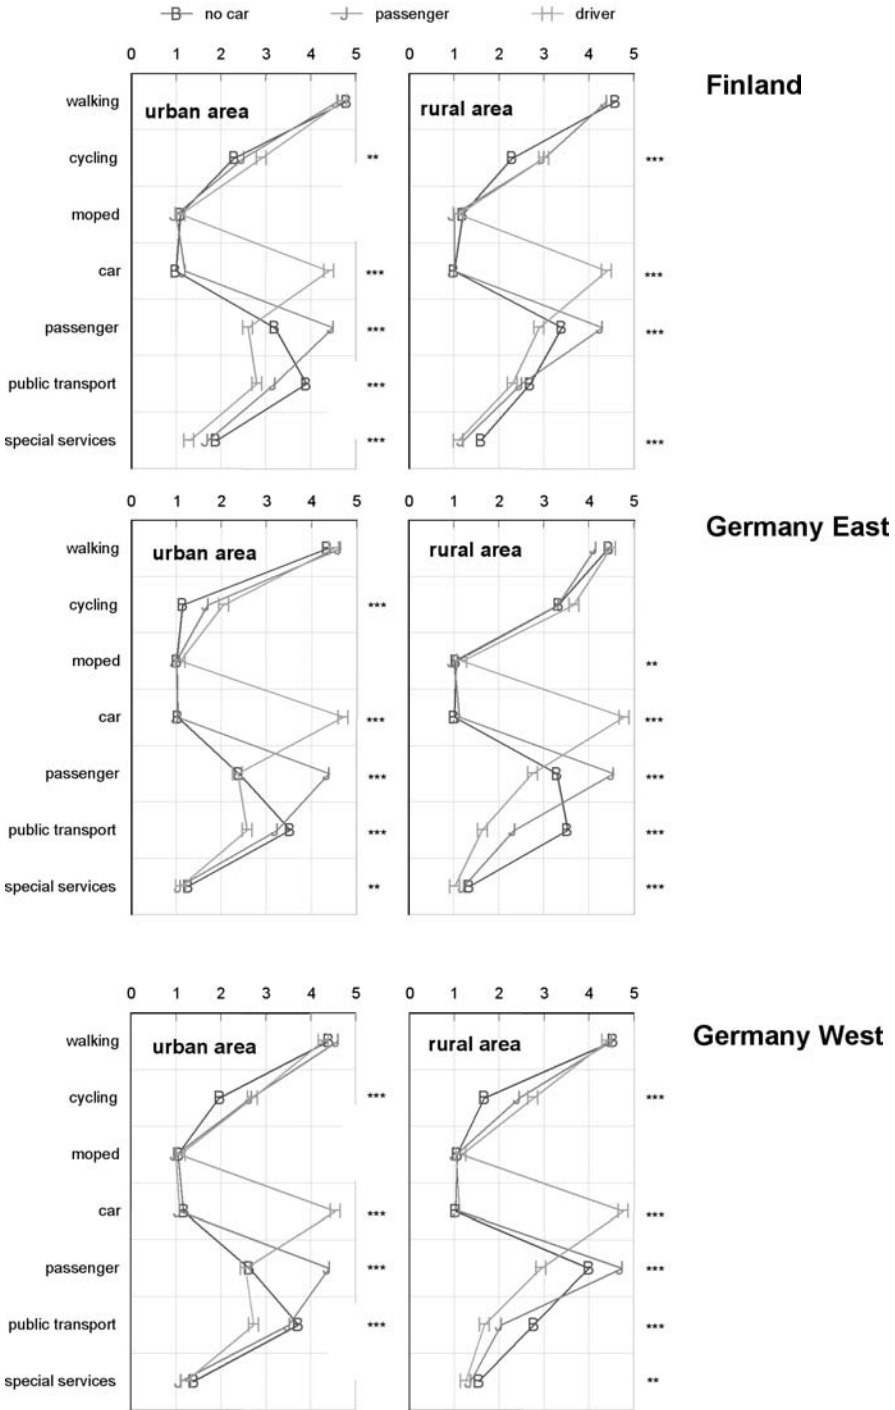 B no car J passenger H driver
0 1 2 3 4 5 0 1 2 3 4 5
Finland
walking
urban area rural area
cycling ** ***
moped
car *** ***
passenger *** ***
public transport ***
special services *** ***
0 1 2 3 4 5 0 1 2 3 4 5
Germany East
walking
urban area rural area
cycling ***
moped **
car *** ***
passenger *** ***
public transport *** ***
special services ** ***
0 1 2 3 4 5 0 1 2 3 4 5
Germany West
walking
urban area rural area
cycling *** ***
moped
car *** ***
passenger *** ***
public transport *** ***
special services **